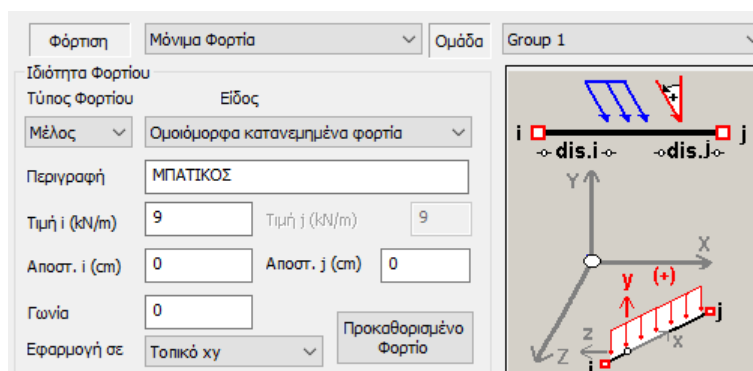 Φόρτιση Μόνιμα Φορτία Ομάδα Group 1
Ιδιότητα Φορτίου
Τύπος Φορτίου Είδος
Μέλος Ομοιόμορφα κατανεμημένα φορτία
Περιγραφή ΜΠΑΤΙΚΟΣ
Τιμή i (kN/m) 9 Τιμή j (kN/m) 9
Αποστ. i (cm) 0 Αποστ. j (cm) 0
Γωνία 0
Εφαρμογή σε Τοπικό xy
Προκαθορισμένο
Φορτίο
+
i j
dis.i dis.j
Y
X
y (+)
j
z x
Z
i